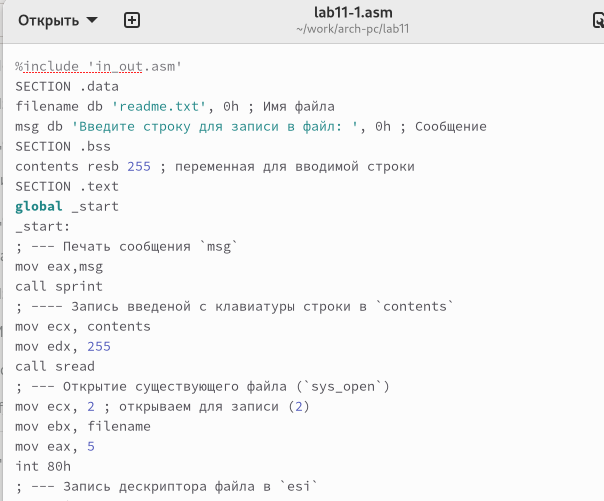 Открыть
lab11-1.asm
~/work/arch-pc/lab11
%include 'in_out.asm'
SECTION .data
filename db 'readme.txt', 0h ; Имя файла
msg db 'Введите строку для записи в файл: ', 0h ; Сообщение
SECTION .bss
contents resb 255 ; переменная для вводимой строки
SECTION .text
global _start
_start:
; --- Печать сообщения `msg`
mov eax,msg
call sprint
; ---- Запись введеной с клавиатуры строки в `contents`
mov ecx, contents
mov edx, 255
call sread
; --- Открытие существующего файла (`sys_open`)
mov ecx, 2 ; открываем для записи (2)
mov ebx, filename
mov eax, 5
int 80h
; --- Запись дескриптора файла в `esi`